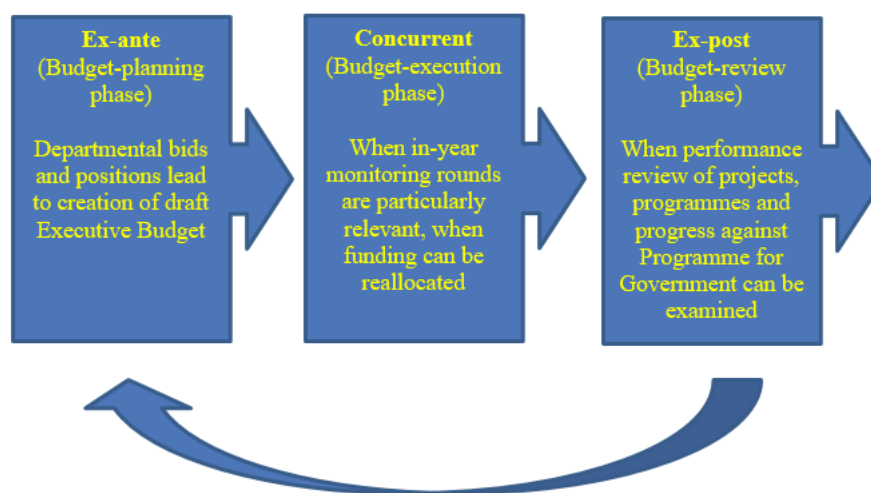 Ex-ante
(Budget-planning
phase)
Departmental bids
and positions lead
to creation of draft
Executive Budget
Concurrent
(Budget-execution
phase)
When in-year
monitoring rounds
are particularly
relevant, when
funding can be
reallocated
Ex-post
(Budget-review
phase)
When performance
review of projects,
programmes and
progress against
Programme for
Government can be
examined